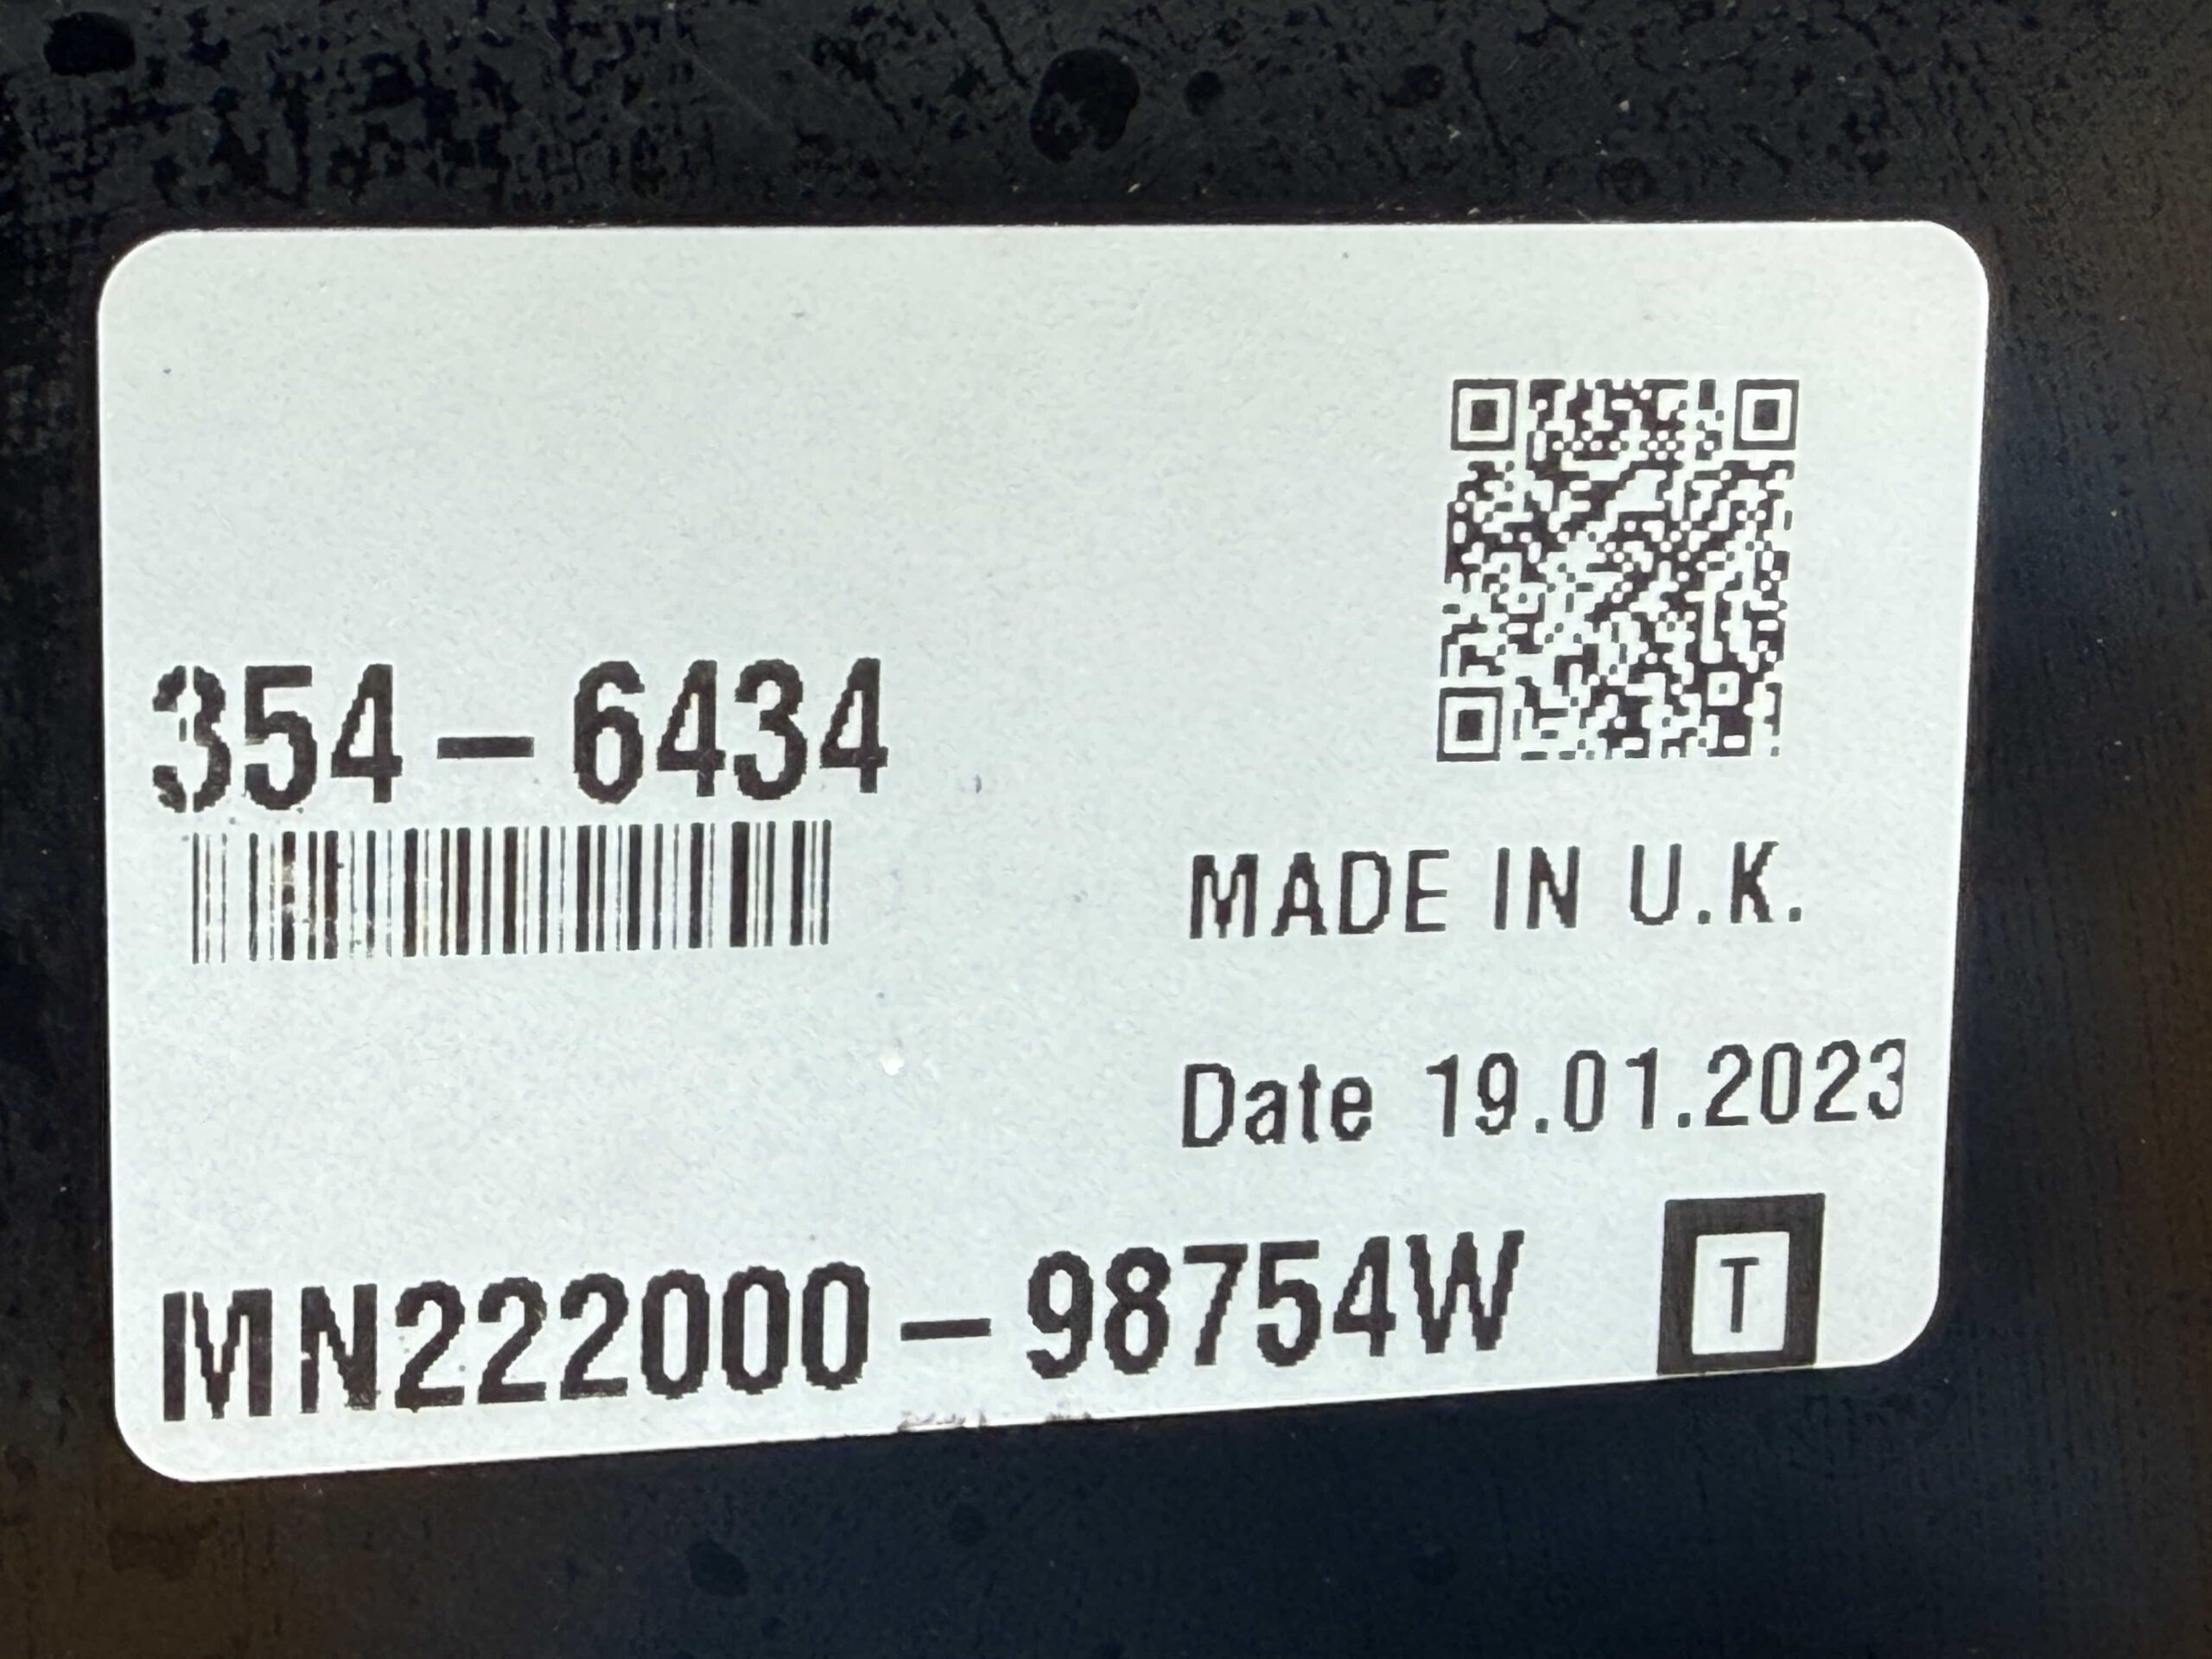 354-6434
MADE IN U.K.
Date 19.01.2023
MN222000-98754W
T